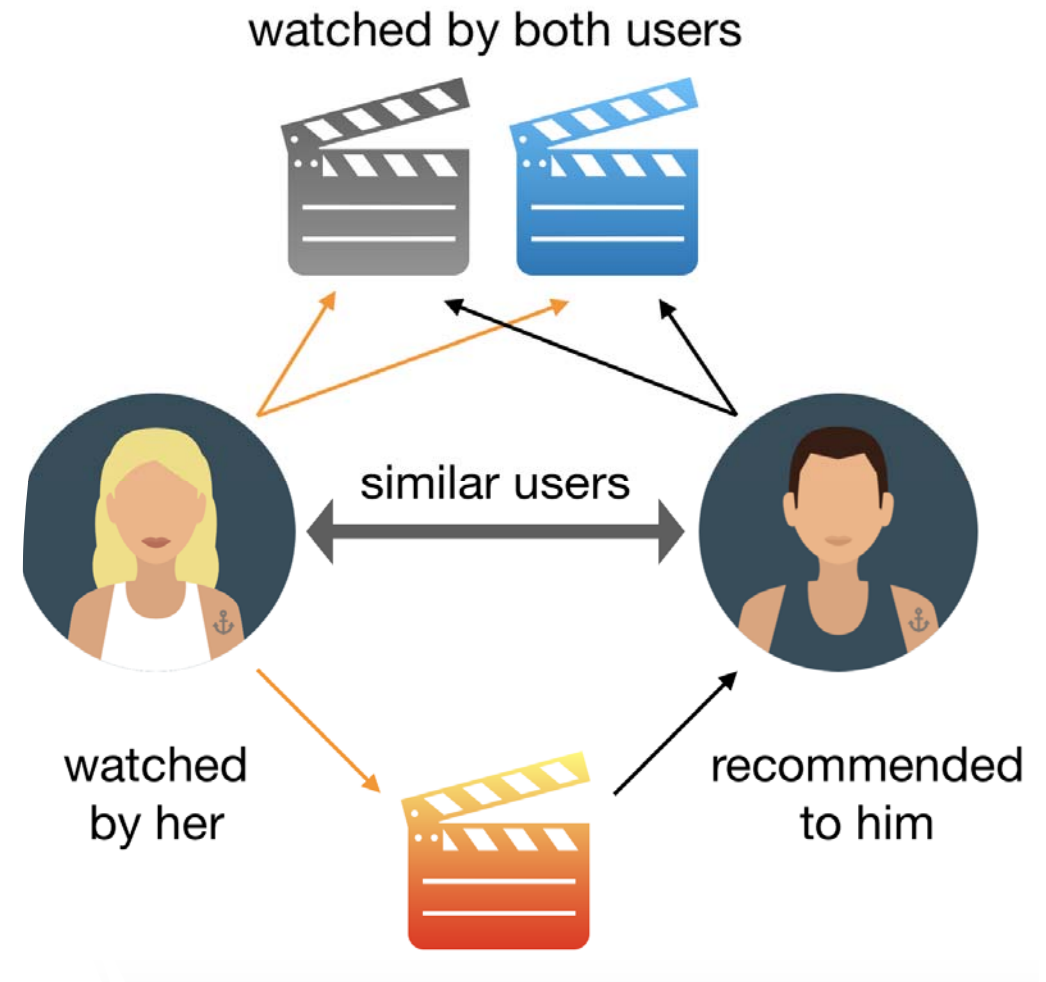 watched by both users
similar users
watched
by her
recommended
to him